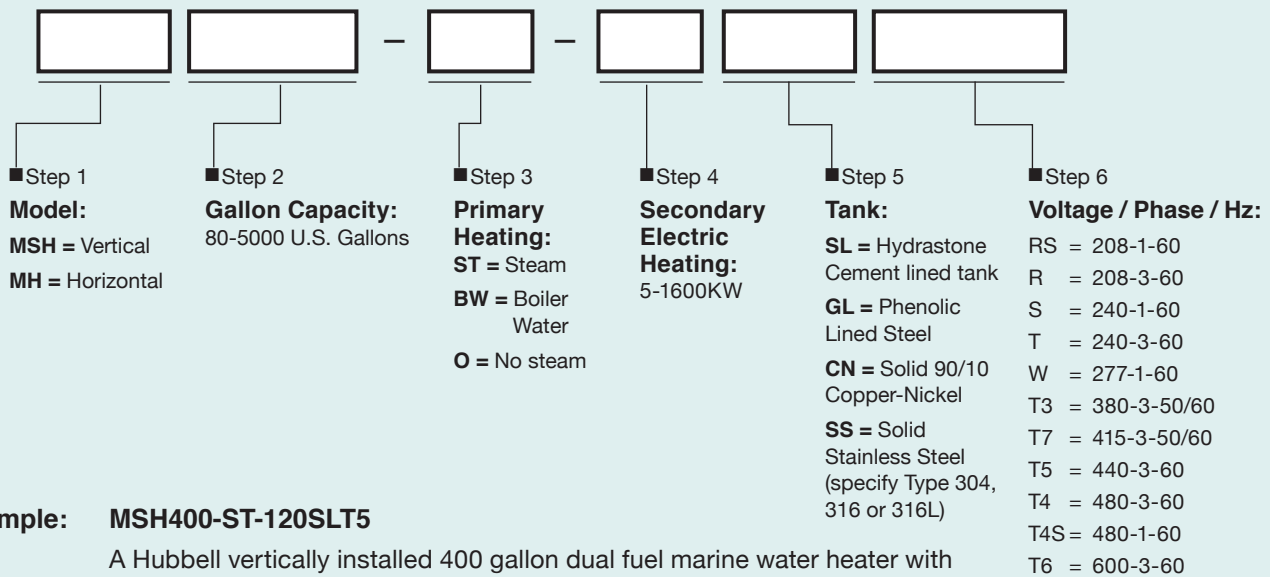 – –
■Step 1
Model:
MSH = Vertical
MH = Horizontal
■Step 2
Gallon Capacity:
80-5000 U.S. Gallons
■Step 3
Primary
Heating:
ST = Steam
BW = Boiler
Water
O = No steam
■Step 4
Secondary
Electric
Heating:
5-1600KW
■Step 5
Tank:
SL = Hydrastone
Cement lined tank
GL = Phenolic
Lined Steel
CN = Solid 90/10
Copper-Nickel
SS = Solid
Stainless Steel
(specify Type 304,
316 or 316L)
■Step 6
Voltage / Phase / Hz:
RS = 208-1-60
R = 208-3-60
S = 240-1-60
T = 240-3-60
W = 277-1-60
T3 = 380-3-50/60
T7 = 415-3-50/60
T5 = 440-3-60
T4 = 480-3-60
T4S = 480-1-60
T6 = 600-3-60
mple: MSH400-ST-120SLT5
A Hubbell vertically installed 400 gallon dual fuel marine water heater with